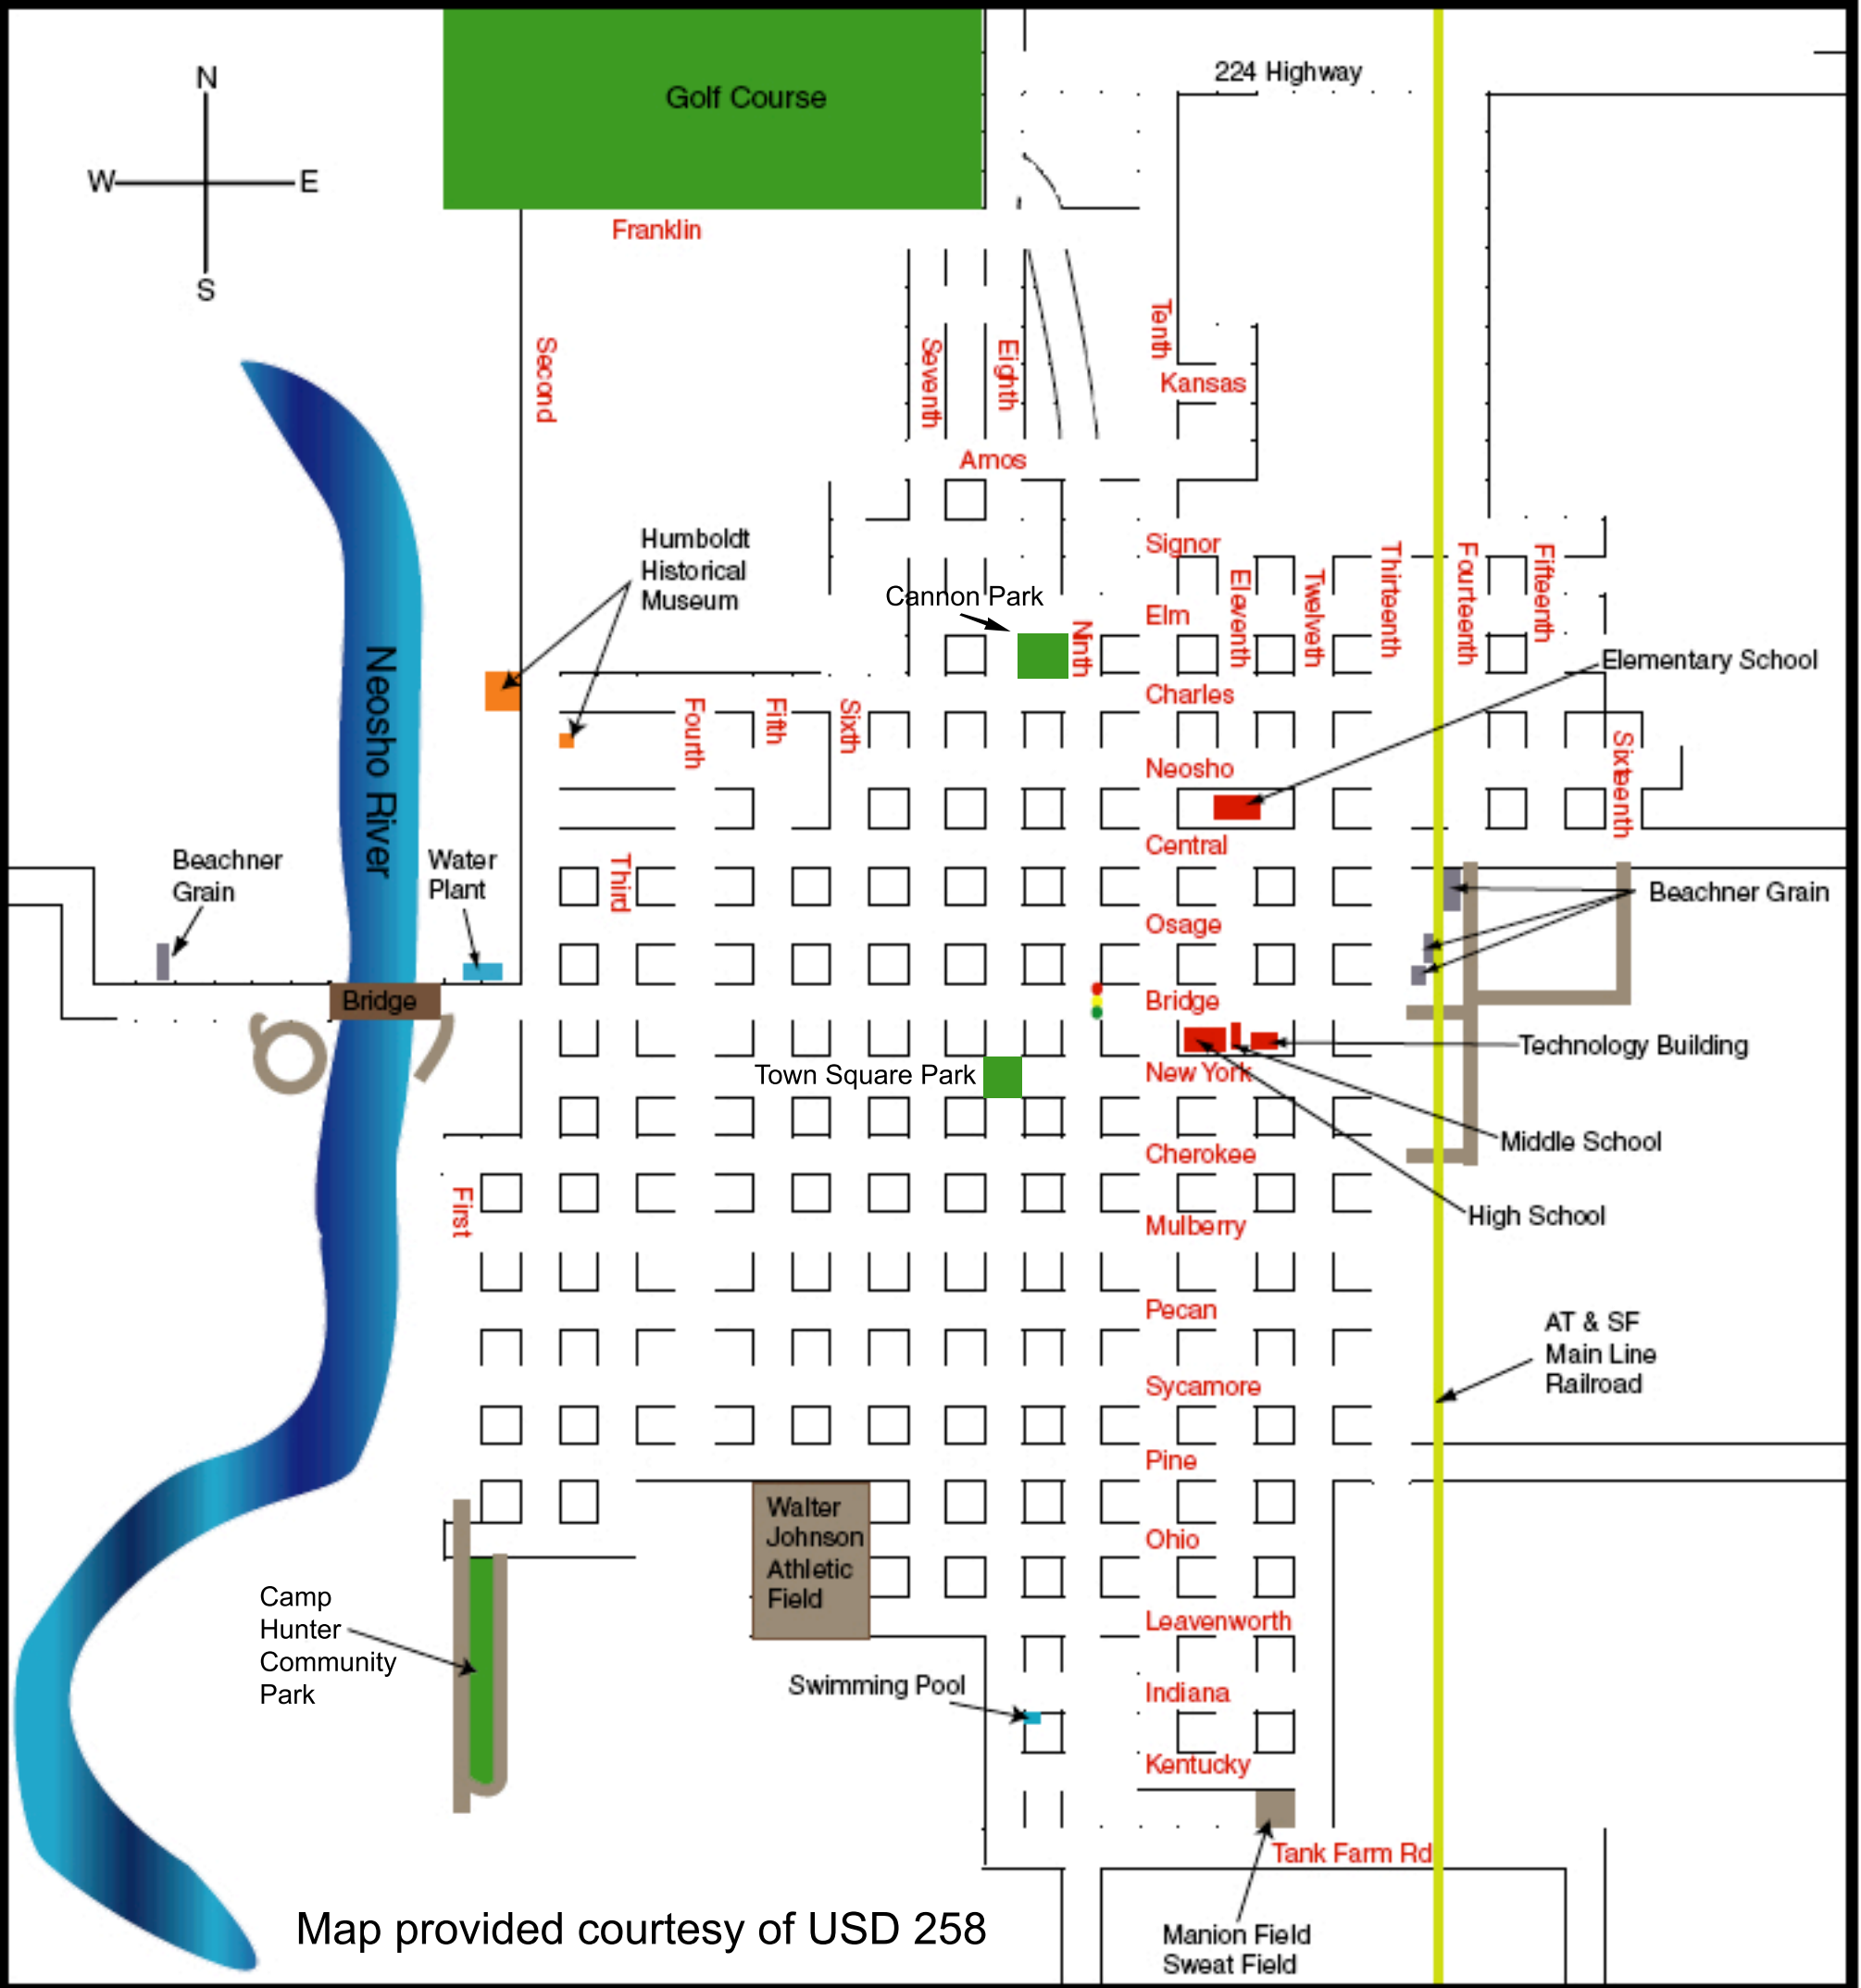 224 Highway
Golf Course
N
W
E
S
Franklin
Tenth
Second
Seventh
Eighth
Kansas
Amos
Humboldt
Historical
Museum
Signor
Thirteenth
Fourteenth
Fifteenth
Eleventh
Twelveth
Cannon Park
Elm
Ninth
Neosho River
Elementary School
Charles
Fourth
Fifth
Sixth
Sixteenth
Neosho
Central
Beachner
Grain
Water
Plant
Third
Beachner Grain
Osage
Bridge
Bridge
Technology Building
Town Square Park
New York
Middle School
Cherokee
First
High School
Mulberry
Pecan
AT & SF
Main Line
Railroad
Sycamore
Pine
Walter
Johnson
Athletic
Field
Ohio
Camp
Hunter
Community
Park
Leavenworth
Swimming Pool
Indiana
Kentucky
Tank Farm Rd
Map provided courtesy of USD 258
Manion Field
Sweat Field